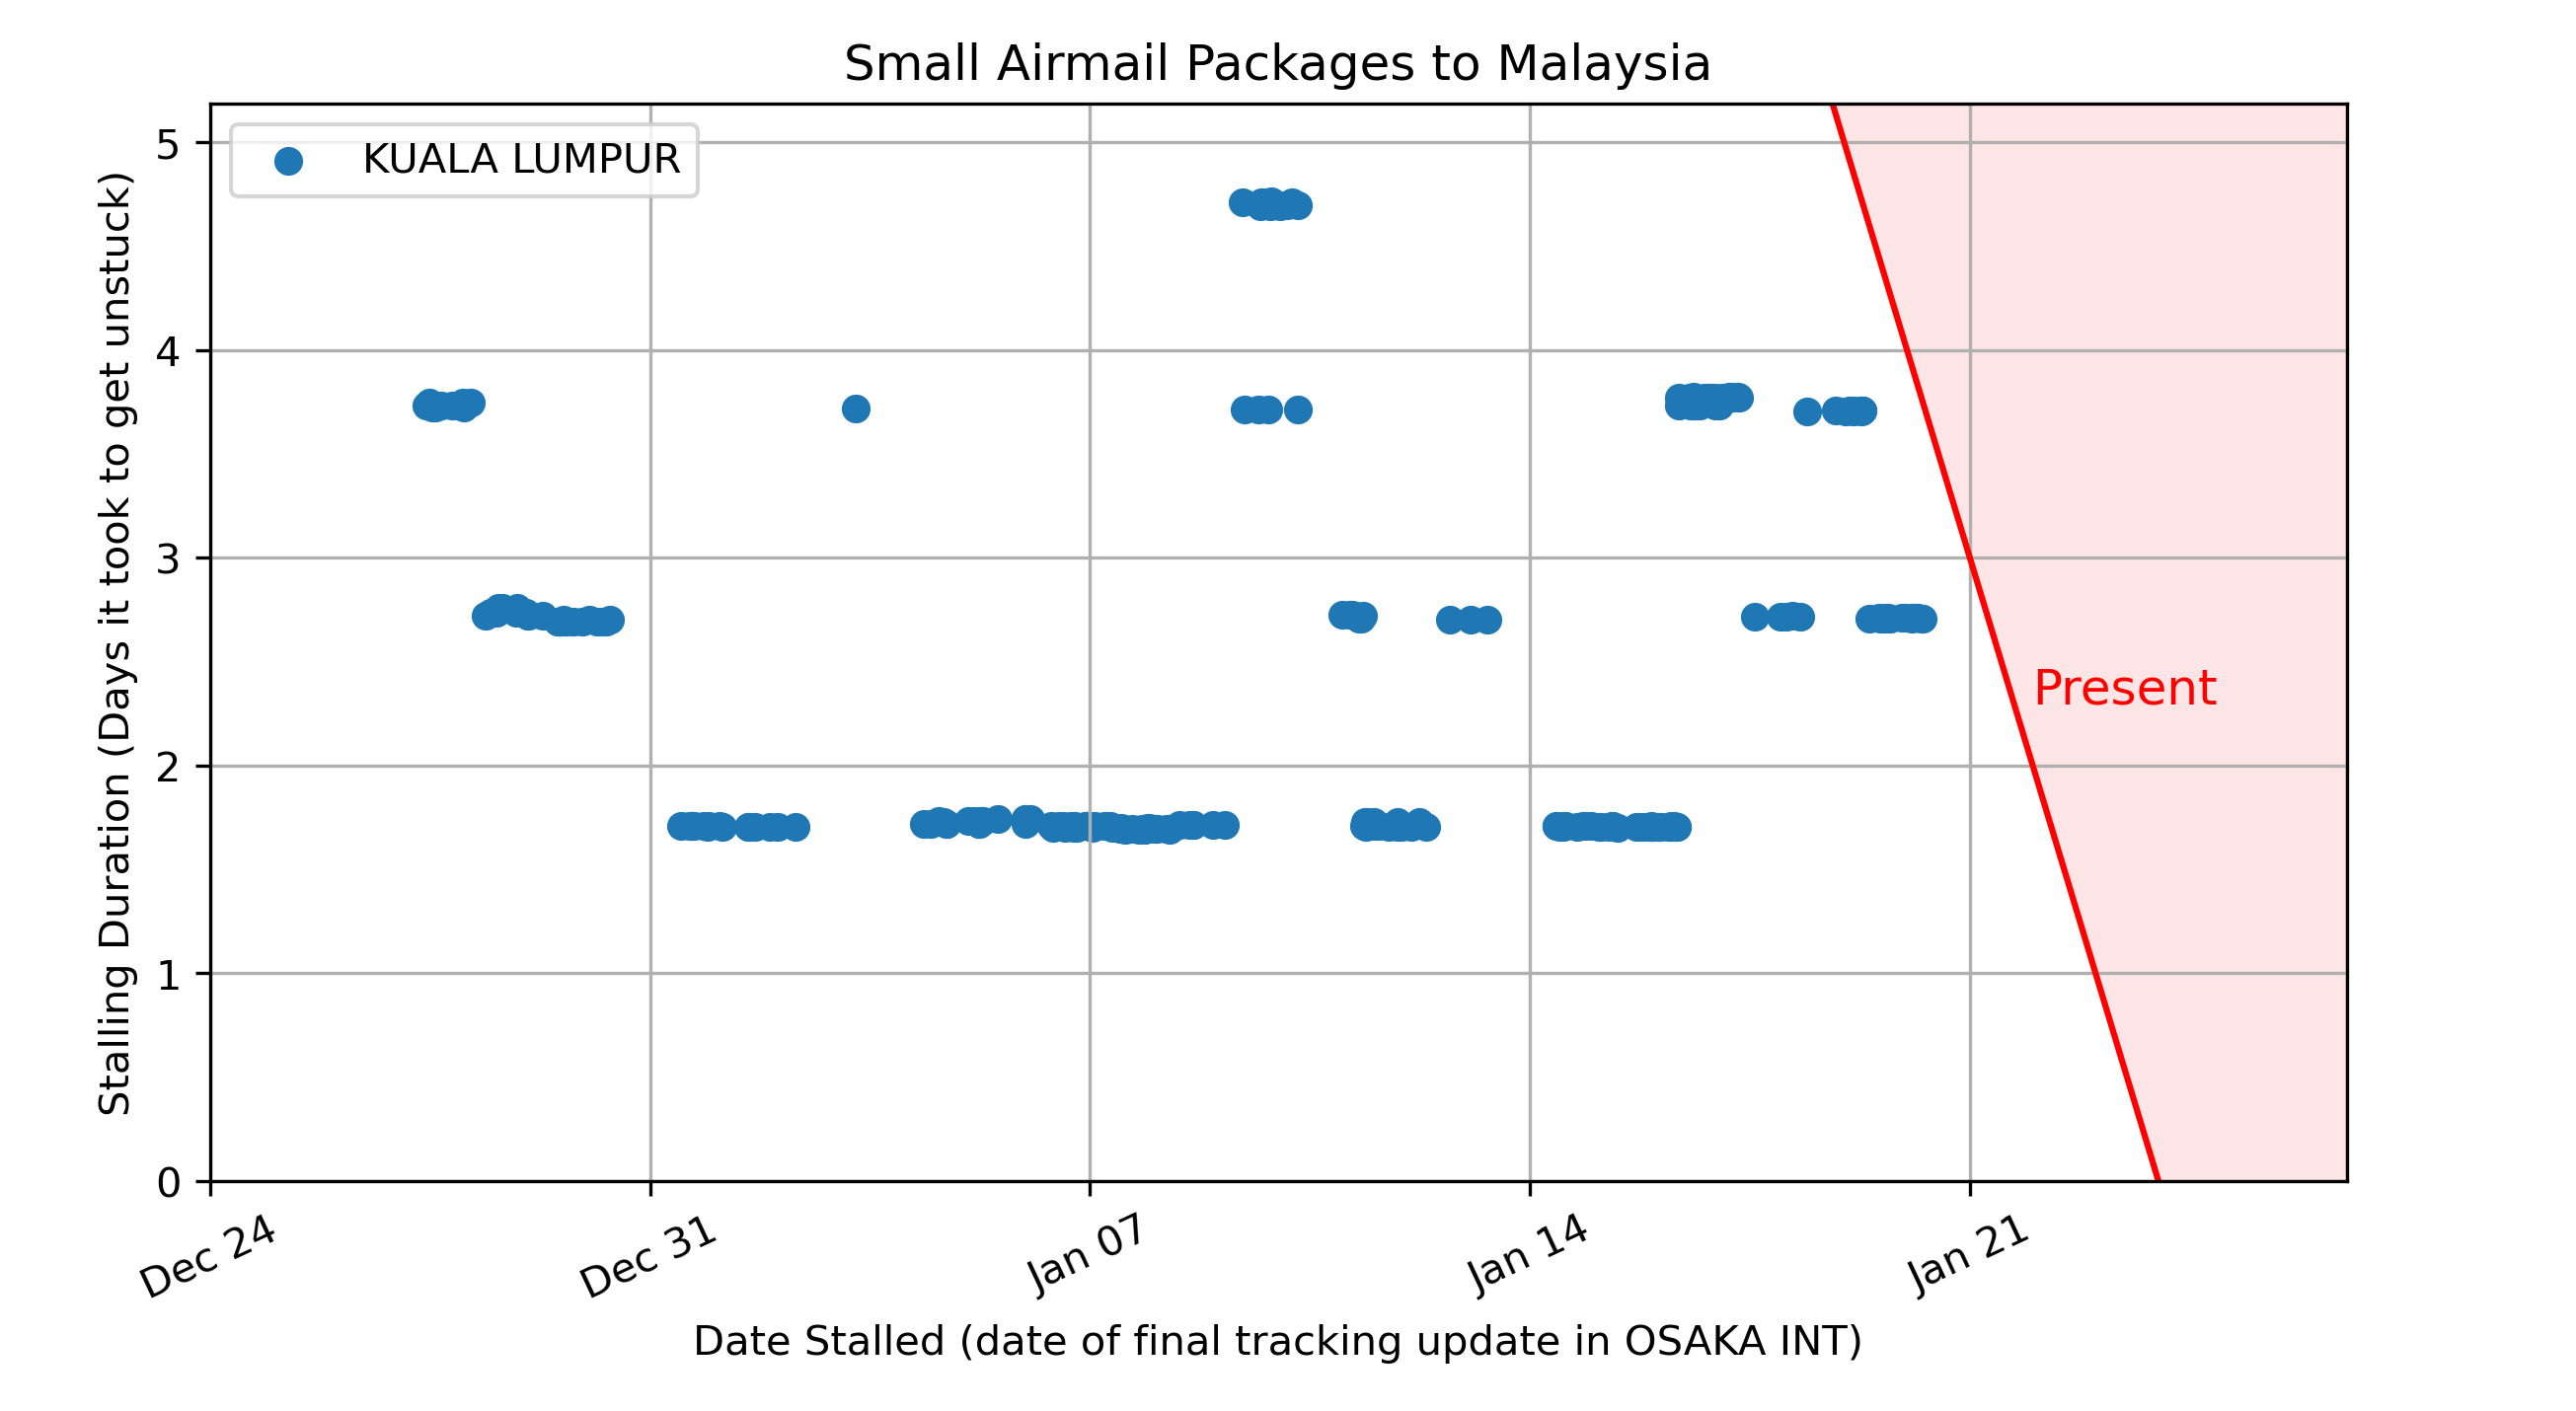 Small Airmail Packages to Malaysia
KUALA LUMPUR
Stalling Duration (Days it took to get unstuck)
5
4
3
2
1
0
Present
Dec 24
Dec 31
Jan 07
Jan 14
Jan 21
Date Stalled (date of final tracking update in OSAKA INT)